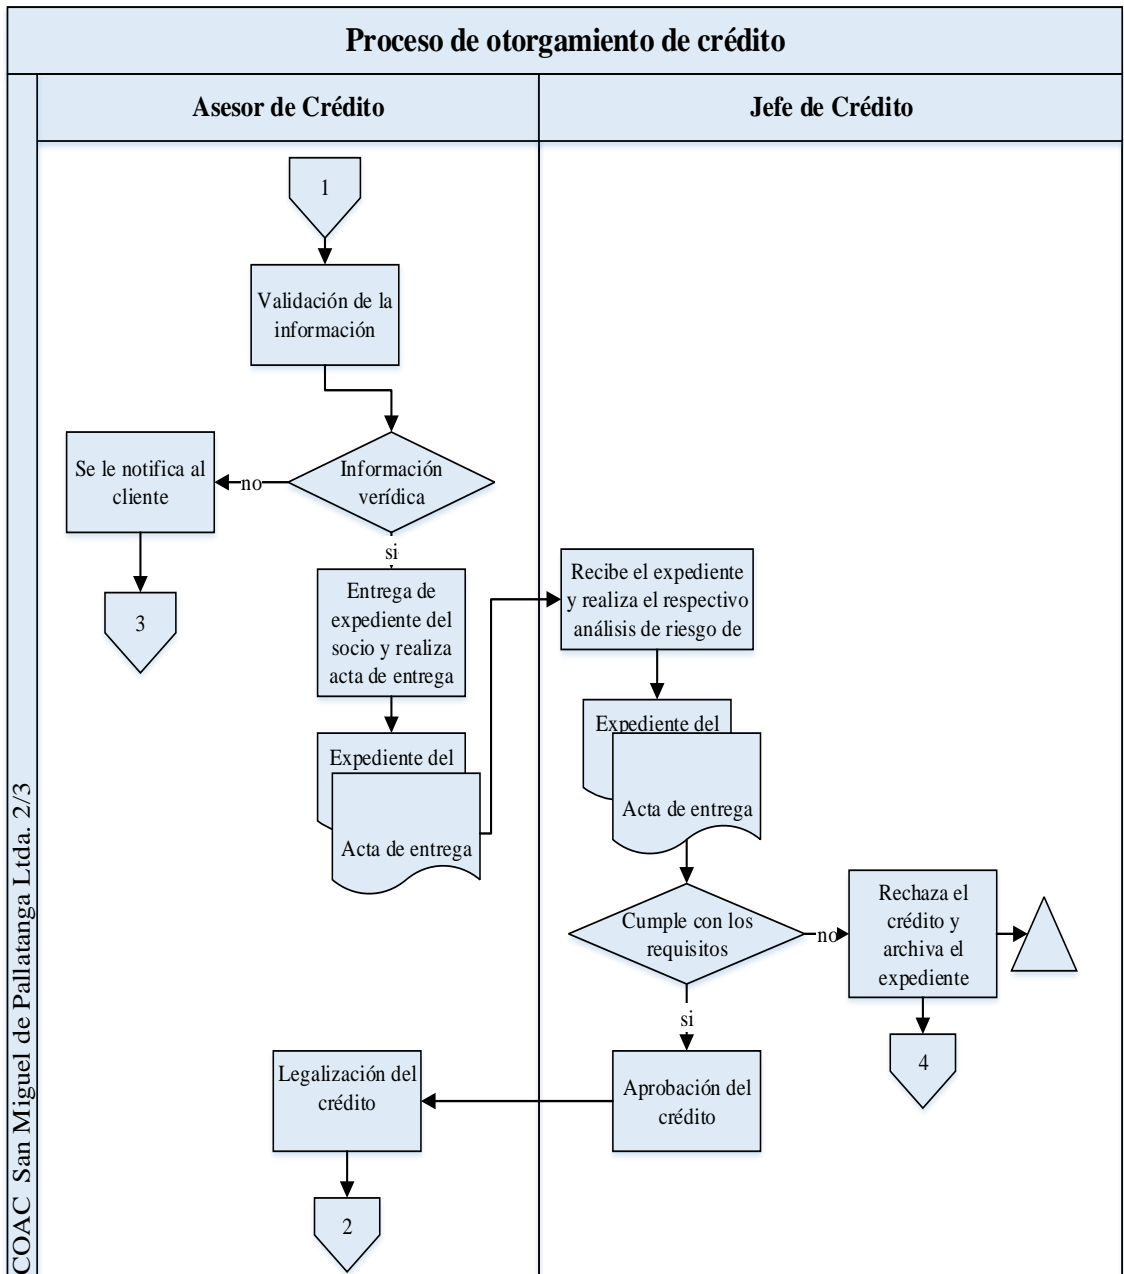 Proceso de otorgamiento de crédito
Asesor de Crédito
Jefe de Crédito
1
Validación de la
información
Información
verídica
no
Se le notifica al
cliente
3
si
Entrega de
expediente del
socio y realiza
acta de entrega
Expediente del
Acta de entrega
Recibe el expediente
y realiza el respectivo
análisis de riesgo de
Expediente del
Acta de entrega
Cumple con los
requisitos
no
Rechaza el
crédito y
archiva el
expediente
4
si
Aprobación del
crédito
Legalización del
crédito
2
COAC San Miguel de Pallatanga Ltda. 2/3